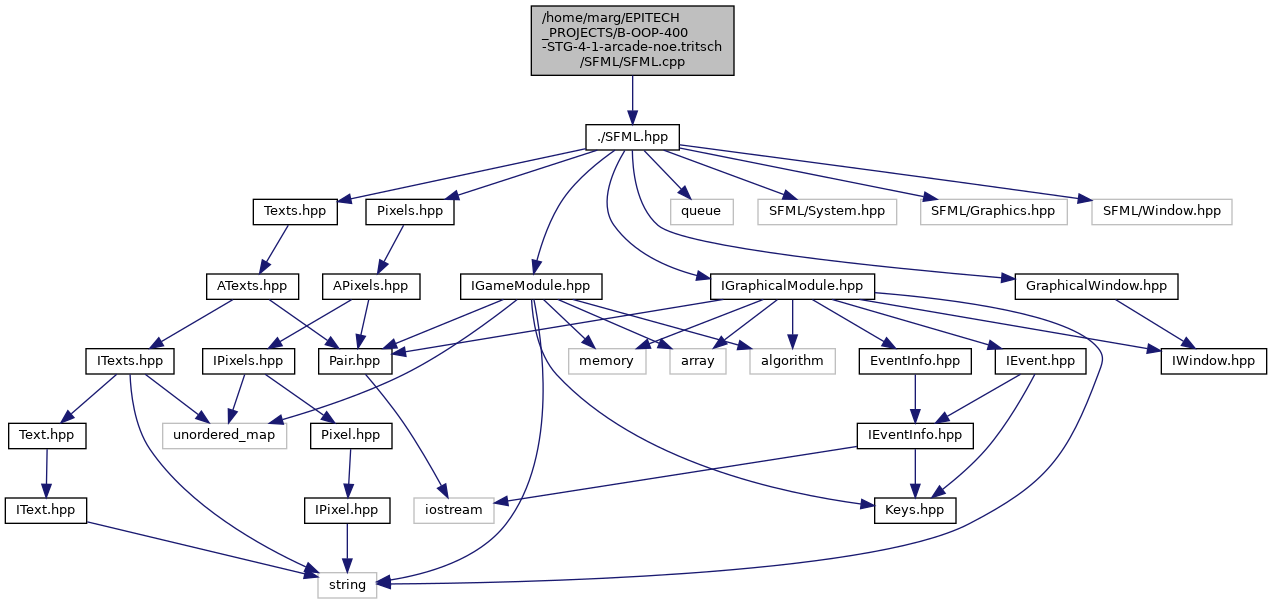 /home/marg/EPITECH
_PROJECTS/B-OOP-400
-STG-4-1-arcade-noe.tritsch
/SFML/SFML.cpp
./SFML.hpp
Texts.hpp
Pixels.hpp
queue
SFML/System.hpp
SFML/Graphics.hpp
SFML/Window.hpp
ATexts.hpp
APixels.hpp
IGameModule.hpp
IGraphicalModule.hpp
GraphicalWindow.hpp
ITexts.hpp
IPixels.hpp
Pair.hpp
memory
array
algorithm
EventInfo.hpp
IEvent.hpp
IWindow.hpp
Text.hpp
unordered_map
Pixel.hpp
IEventInfo.hpp
IText.hpp
IPixel.hpp
iostream
Keys.hpp
string